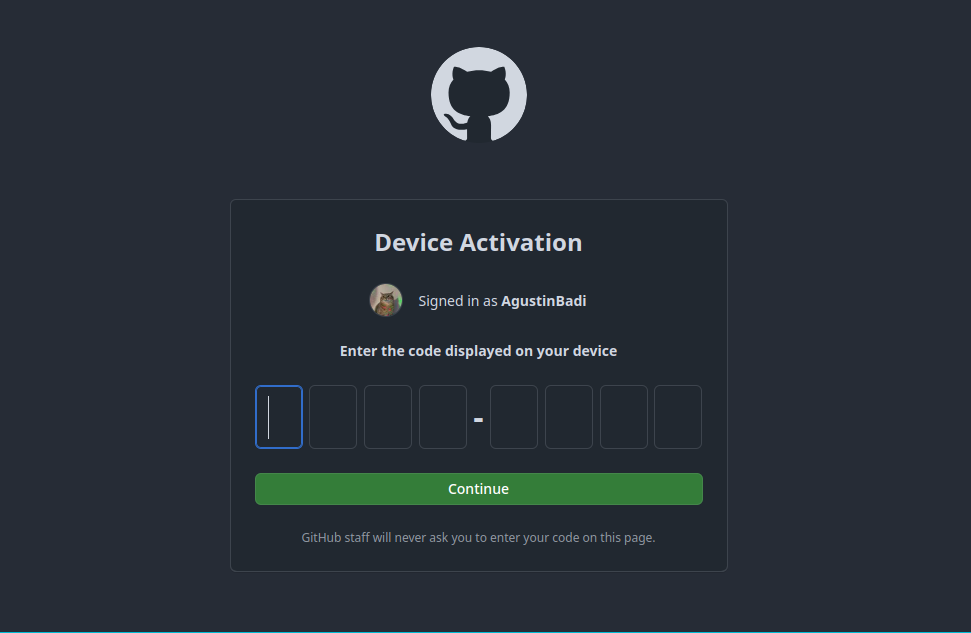 Device Activation
Signed in as AgustinBadi
Enter the code displayed on your device
-
Continue
GitHub staff will never ask you to enter your code on this page.